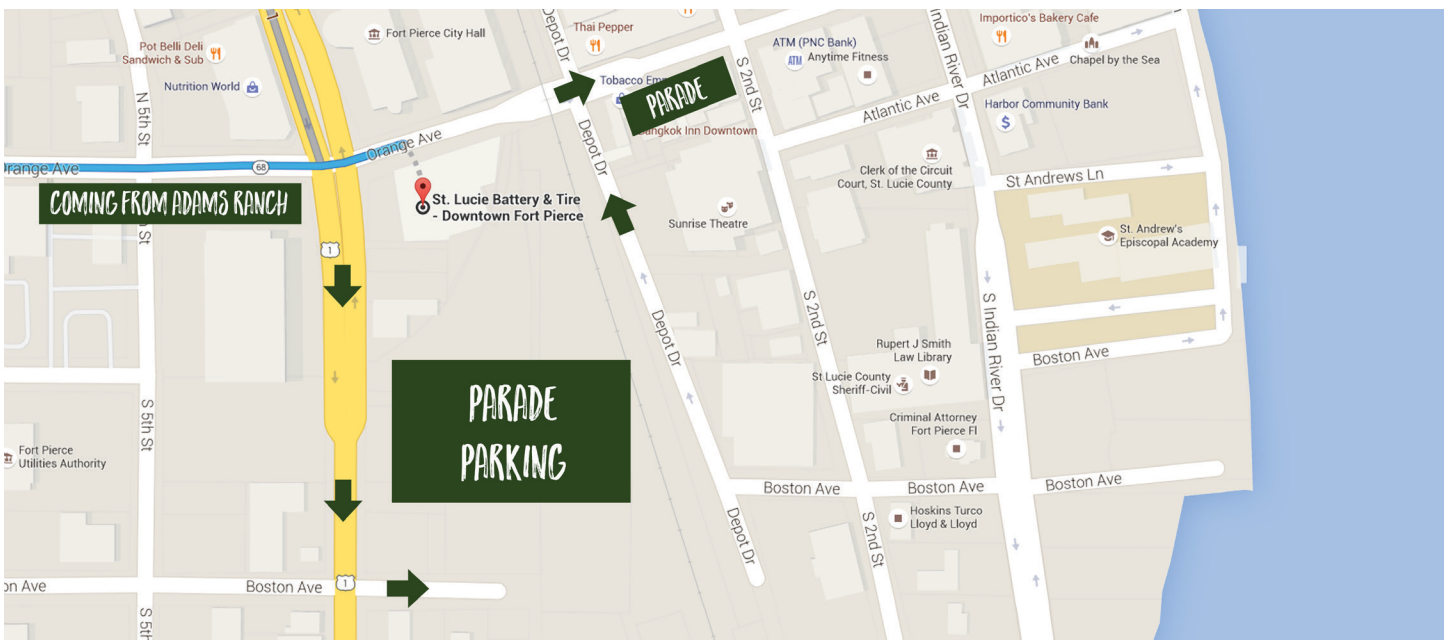 Depot Dr
Thai Pepper
Importico's Bakery Cafe
Fort Pierce City Hall
Pot Belli Deli
Sandwich & Sub
ATM (PNC Bank)
ATM
Anytime Fitness
S 2nd St
S Indian River Dr
Atlantic Ave
Chapel by the Sea
Nutrition World
N 5th St
1
Tobacco Em
PARADE
Bangkok Inn Downtown
Atlantic Ave
Harbor Community Bank
$
Orange Ave
Depot Dr
Orange Ave
68
Clerk of the Circuit
Court, St. Lucie County
St Andrews Ln
COMING FROM ADAMS RANCH
St. Lucie Battery & Tire
- Downtown Fort Pierce
Sunrise Theatre
St. Andrew's
Episcopal Academy
1
S 2nd St
S Indian River Dr
Depot Dr
Rupert J Smith
Law Library
Boston Ave
St Lucie County
Sheriff-Civil
PARADE
PARKING
S 5th St
Criminal Attorney
Fort Pierce Fl
Fort Pierce
Utilities Authority
Boston Ave
Boston Ave
Boston Ave
Hoskins Turco
Lloyd & Lloyd
S 2nd St
Depot Dr
on Ave
Boston Ave
1
S 5th